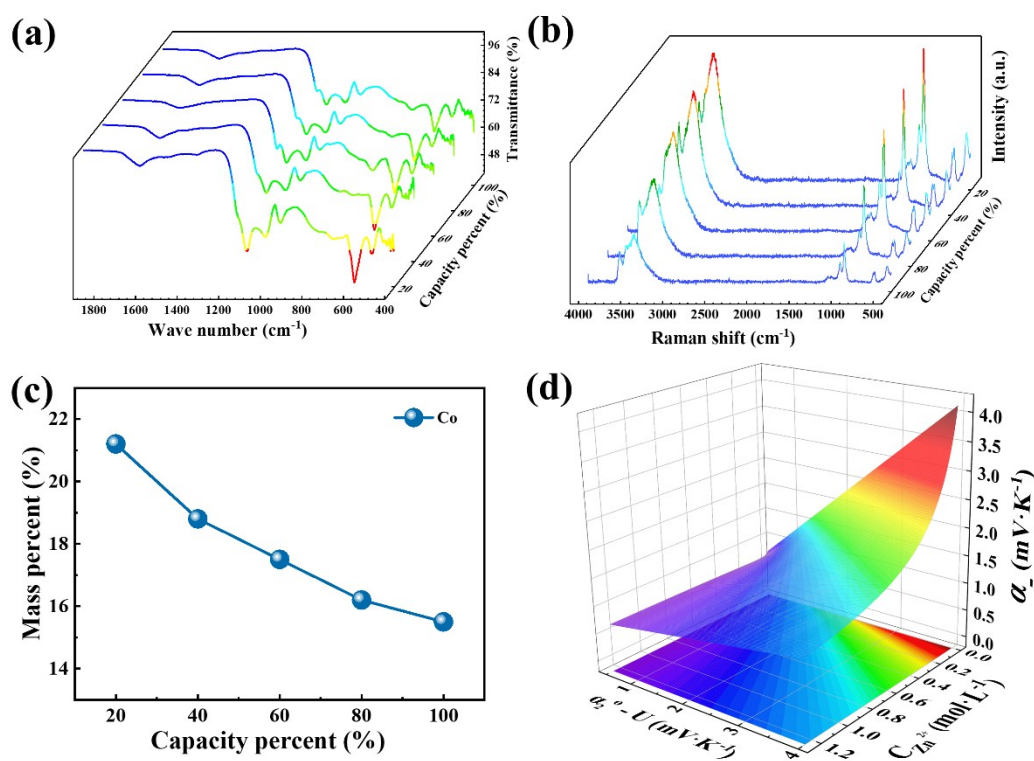 (a)
96
84
72
60
48
Transmittance (%)
100
80
60
40
20
Capacity percent (%)
1800 1600 1400 1200 1000 800 600 400
Wave number (cm⁻¹)
(b)
Intensity (a.u.)
20
40
60
80
100
Capacity percent (%)
4000 3500 3000 2500 2000 1500 1000 500
Raman shift (cm⁻¹)
(c)
22
20
18
16
14
Mass percent (%)
Co
20 40 60 80 100
Capacity percent (%)
(d)
4.0
3.5
3.0
2.5
2.0
1.5
1.0
0.5
0.0
α₋ (mV·K⁻¹)
0.0
0.2
0.4
0.6
0.8
1.0
1.2
C_Zn²⁺ (mol·L⁻¹)
1
2
3
4
α₂⁰-U (mV·K⁻¹)